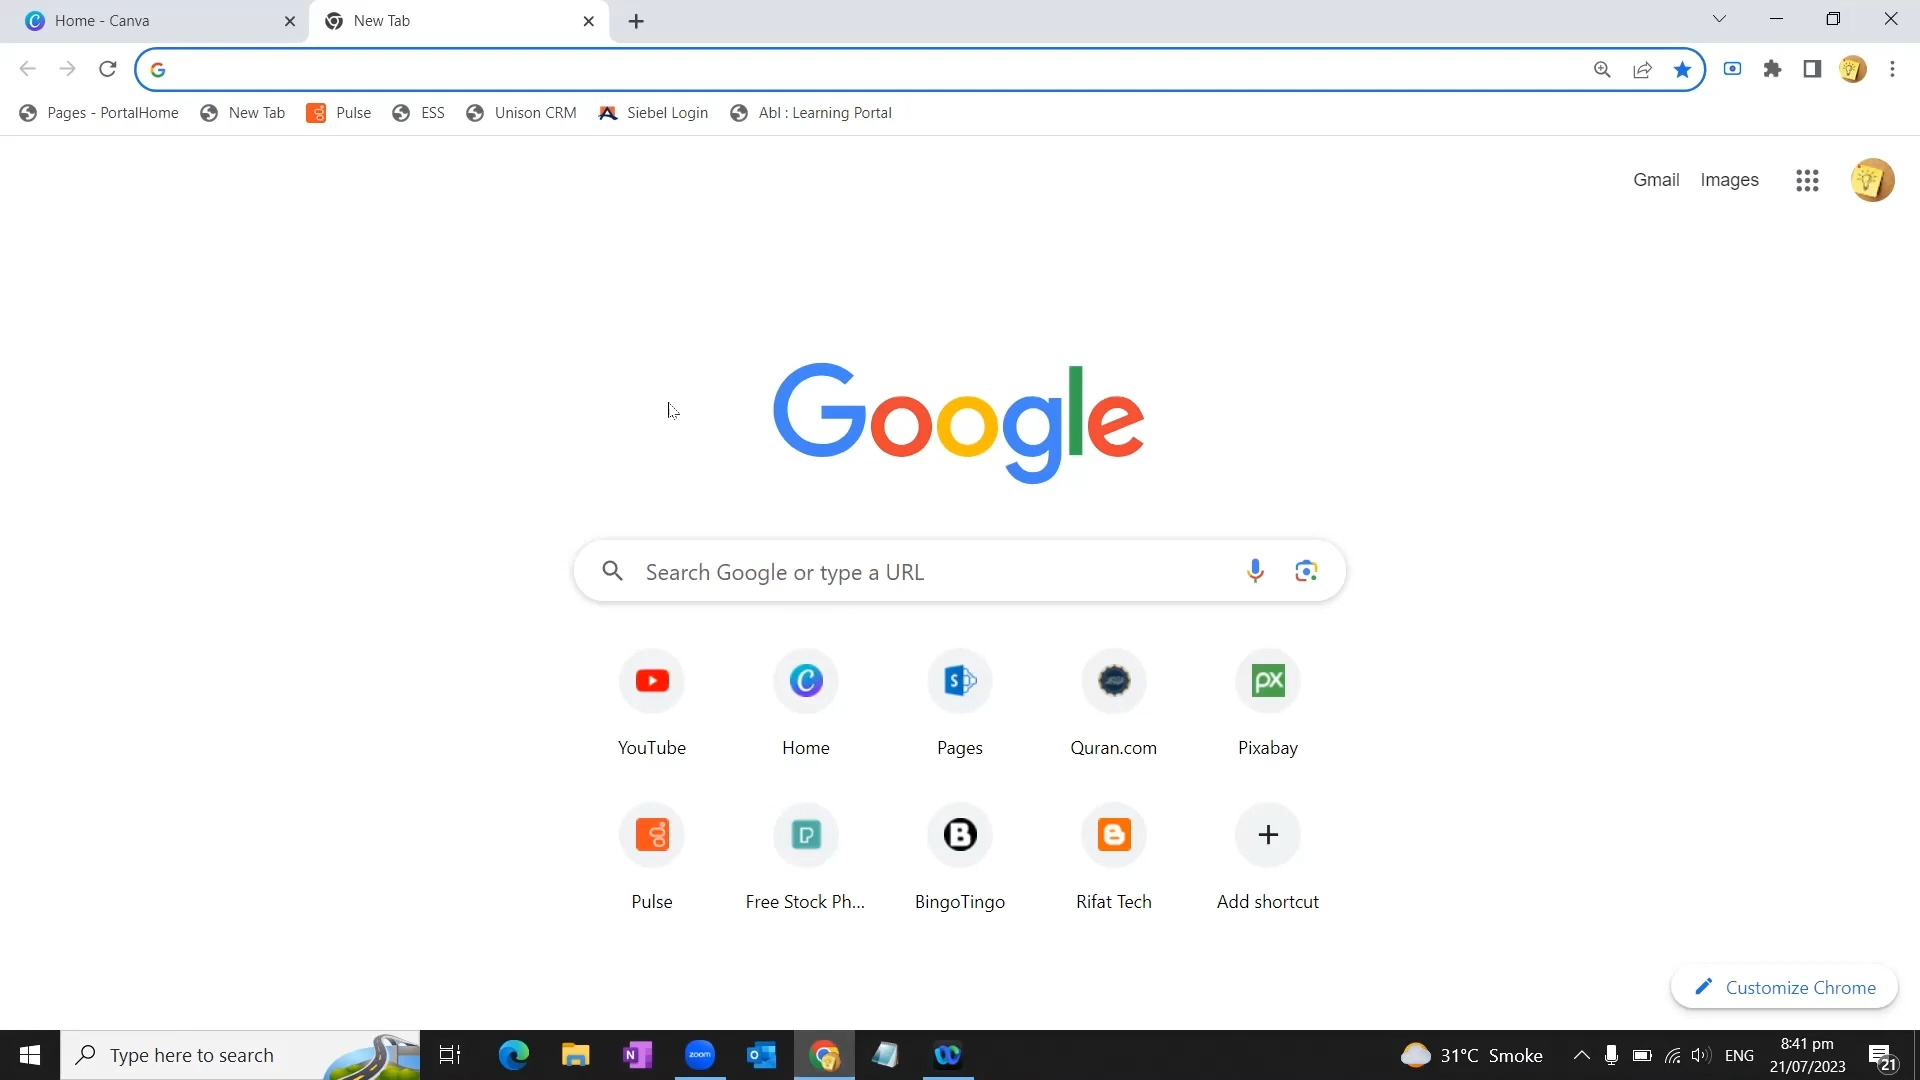 Home - Canva
New Tab
Pages - PortalHome
New Tab
Pulse
ESS
Unison CRM
Siebel Login
Abl : Learning Portal
Gmail
Images
Google
Search Google or type a URL
YouTube
Home
Pages
Quran.com
Pixabay
Pulse
Free Stock Ph...
BingoTingo
Rifat Tech
Add shortcut
Customize Chrome
Type here to search
zoom
31°C Smoke
ENG
8:41 pm
21/07/2023
21